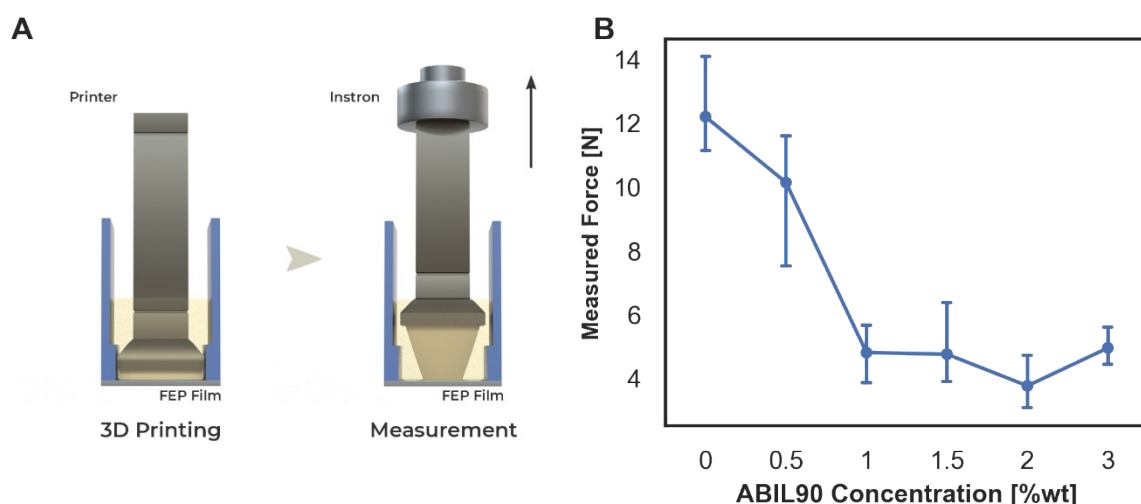 A
Printer
Instron
FEP Film
FEP Film
3D Printing
Measurement
B
Measured Force [N]
14
12
10
8
6
4
0 0.5 1 1.5 2 3
ABIL90 Concentration [%wt]